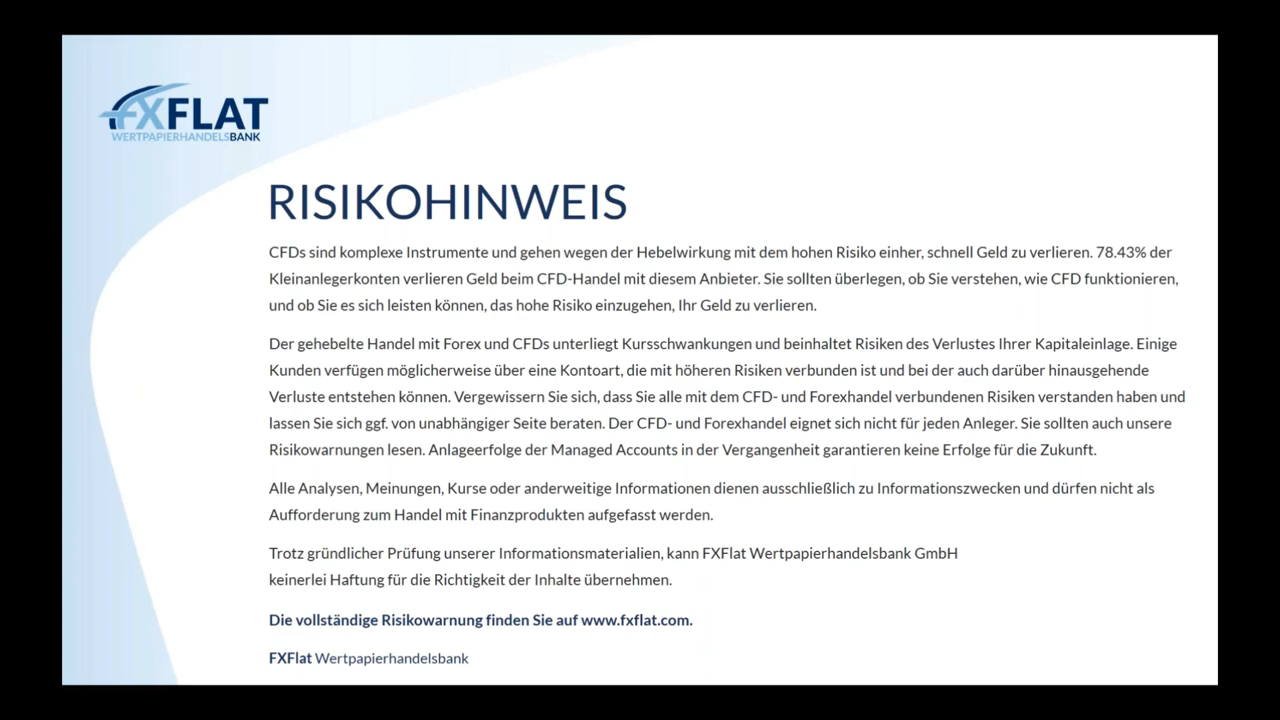 FXFLAT
WERTPAPIERHANDELSBANK
RISIKOHINWEIS
CFDs sind komplexe Instrumente und gehen wegen der Hebelwirkung mit dem hohen Risiko einher, schnell Geld zu verlieren. 78.43% der
Kleinanlegerkonten verlieren Geld beim CFD-Handel mit diesem Anbieter. Sie sollten überlegen, ob Sie verstehen, wie CFD funktionieren,
und ob Sie es sich leisten können, das hohe Risiko einzugehen, Ihr Geld zu verlieren.
Der gehebelte Handel mit Forex und CFDs unterliegt Kursschwankungen und beinhaltet Risiken des Verlustes Ihrer Kapitaleinlage. Einige
Kunden verfügen möglicherweise über eine Kontoart, die mit höheren Risiken verbunden ist und bei der auch darüber hinausgehende
Verluste entstehen können. Vergewissern Sie sich, dass Sie alle mit dem CFD- und Forexhandel verbundenen Risiken verstanden haben und
lassen Sie sich ggf. von unabhängiger Seite beraten. Der CFD- und Forexhandel eignet sich nicht für jeden Anleger. Sie sollten auch unsere
Risikowarnungen lesen. Anlageerfolge der Managed Accounts in der Vergangenheit garantieren keine Erfolge für die Zukunft.
Alle Analysen, Meinungen, Kurse oder anderweitige Informationen dienen ausschließlich zu Informationszwecken und dürfen nicht als
Aufforderung zum Handel mit Finanzprodukten aufgefasst werden.
Trotz gründlicher Prüfung unserer Informationsmaterialien, kann FXFlat Wertpapierhandelsbank GmbH
keinerlei Haftung für die Richtigkeit der Inhalte übernehmen.
Die vollständige Risikowarnung finden Sie auf www.fxflat.com.
FXFlat Wertpapierhandelsbank